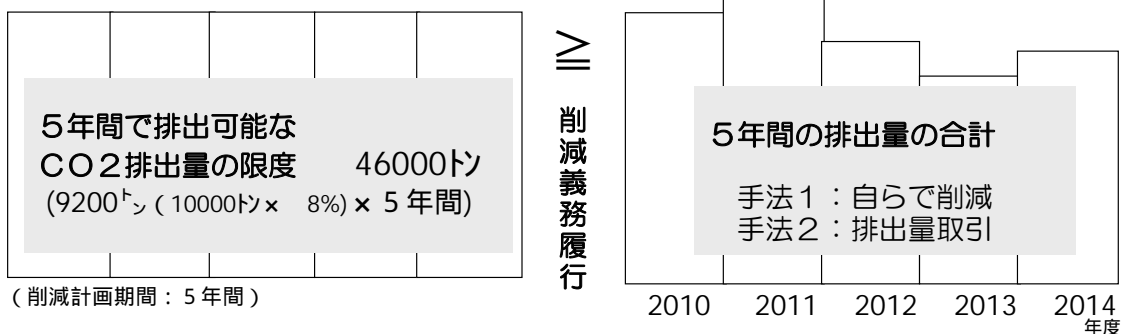 5年間で排出可能な
CO2排出量の限度　46000トン
(9200トン(10000トン×　8%)×5年間)
(削減計画期間:5年間)
≧
削減義務履行
5年間の排出量の合計
手法1:自らで削減
手法2:排出量取引
2010 2011 2012 2013 2014
年度